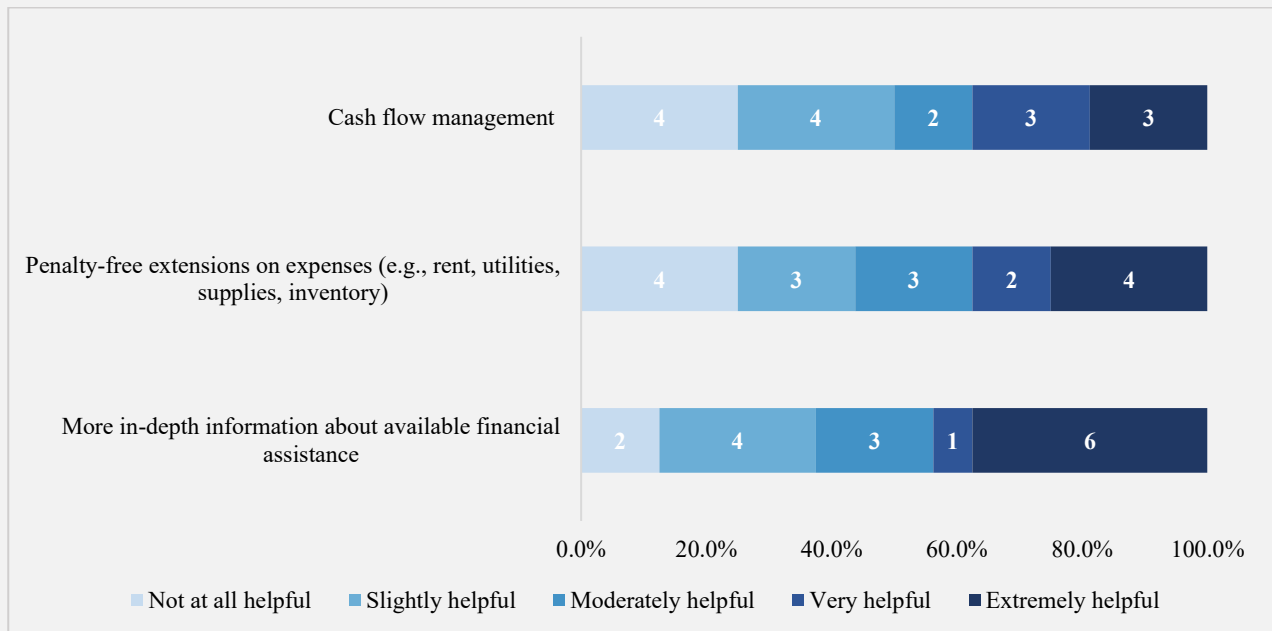 Cash flow management
4 4 2 3 3
Penalty-free extensions on expenses (e.g., rent, utilities,
supplies, inventory)
4 3 3 2 4
More in-depth information about available financial
assistance
2 4 3 1 6
0.0% 20.0% 40.0% 60.0% 80.0% 100.0%
Not at all helpful Slightly helpful Moderately helpful Very helpful Extremely helpful